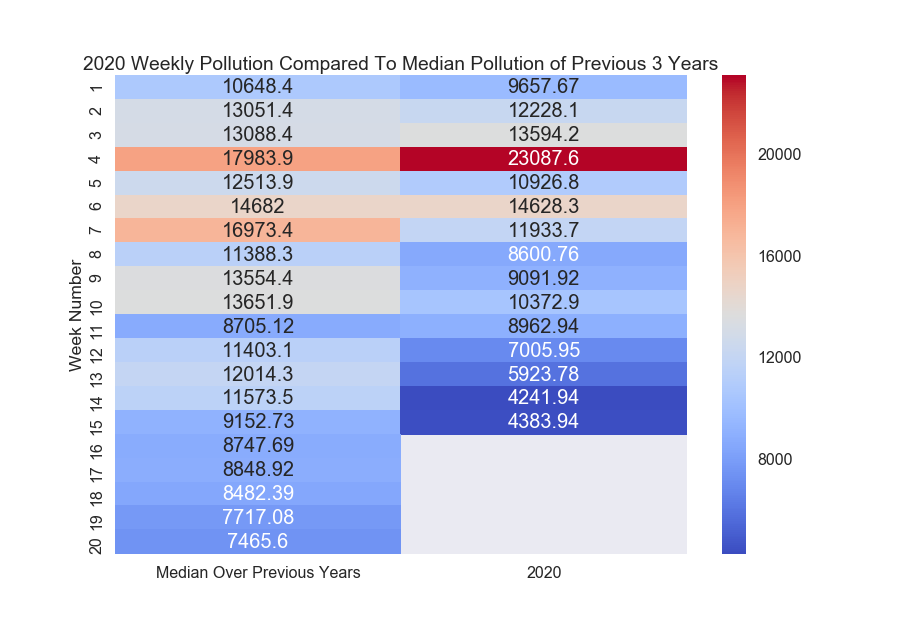 2020 Weekly Pollution Compared To Median Pollution of Previous 3 Years
Week Number
1 10648.4 9657.67
2 13051.4 12228.1
3 13088.4 13594.2
4 17983.9 23087.6
5 12513.9 10926.8
6 14682 14628.3
7 16973.4 11933.7
8 11388.3 8600.76
9 13554.4 9091.92
10 13651.9 10372.9
11 8705.12 8962.94
12 11403.1 7005.95
13 12014.3 5923.78
14 11573.5 4241.94
15 9152.73 4383.94
16 8747.69
17 8848.92
18 8482.39
19 7717.08
20 7465.6
Median Over Previous Years 2020
20000
16000
12000
8000